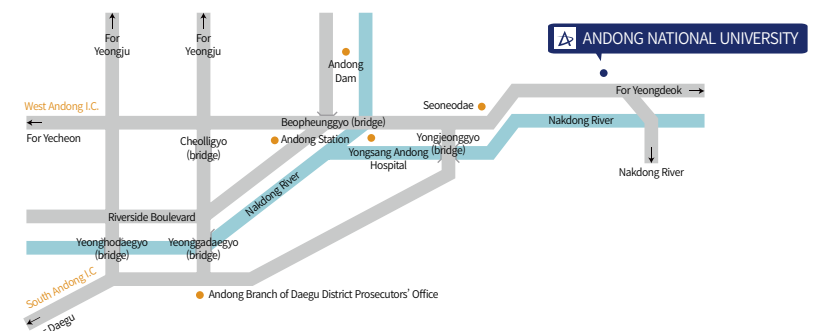 For
Yeongju
For
Yeongju
Andong
Dam
ANDONG NATIONAL UNIVERSITY
For Yeongdeok
Seoneodae
West Andong I.C.
For Yecheon
Beopheunggyo (bridge)
Nakdong River
Cheolligyo
(bridge)
Andong Station
Yongsang Andong
Hospital
Yongjeonggyo
(bridge)
Nakdong River
Nakdong River
Riverside Boulevard
Yeonghodaegyo
(bridge)
Yeonggadaegyo
(bridge)
South Andong I.C
Andong Branch of Daegu District Prosecutors' Office
Daegu